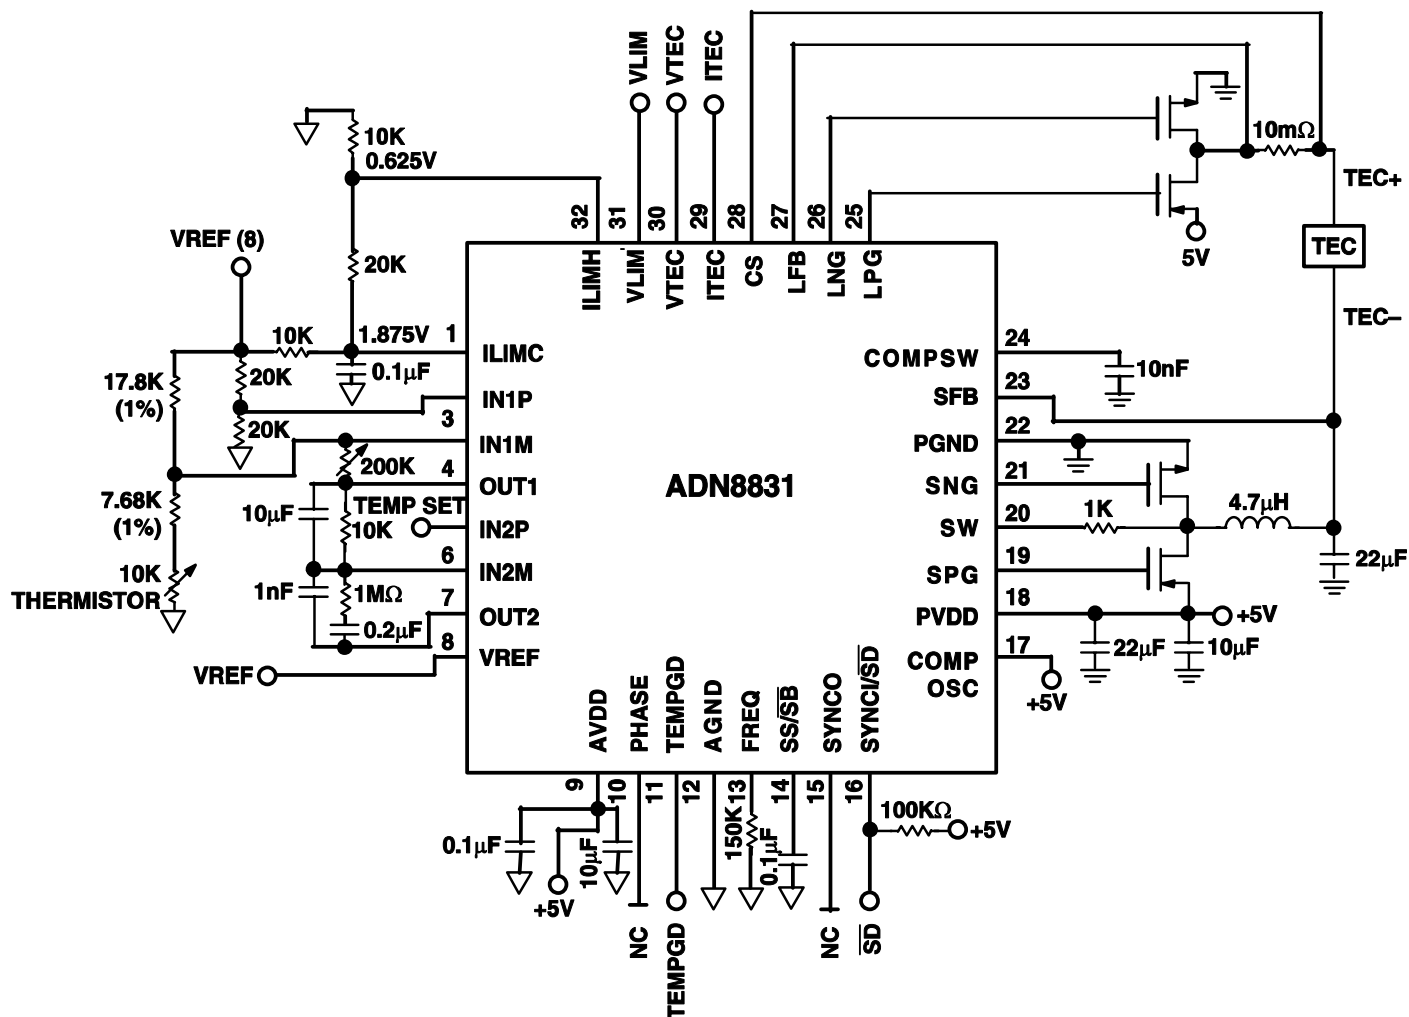 VLIM
VTEC
ITEC
10K
0.625V
10mΩ
TEC+
32
31
30
29
28
27
26
25
VREF (8)
20K
5V
TEC
ILIMH
VLIM
VTEC
ITEC
CS
LFB
LNG
LPG
TEC–
10K
1.875V
1
ILIMC
24
COMPSW
10nF
17.8K
(1%)
20K
0.1µF
IN1P
23
SFB
3
20K
IN1M
22
PGND
200K
4
OUT1
ADN8831
21
SNG
7.68K
(1%)
10µF
TEMP SET
10K
IN2P
20
SW
1K
4.7µH
6
IN2M
19
SPG
22µF
10K
THERMISTOR
1nF
1MΩ
7
OUT2
18
PVDD
+5V
0.2µF
8
VREF
17
COMP
OSC
22µF
10µF
VREF
+5V
AVDD
PHASE
TEMPGD
AGND
FREQ
SS/SB
SYNCO
SYNCI/SD
9
10
11
12
13
14
15
16
100KΩ
+5V
0.1µF
10µF
150K
0.1µF
+5V
NC
TEMPGD
NC
SD